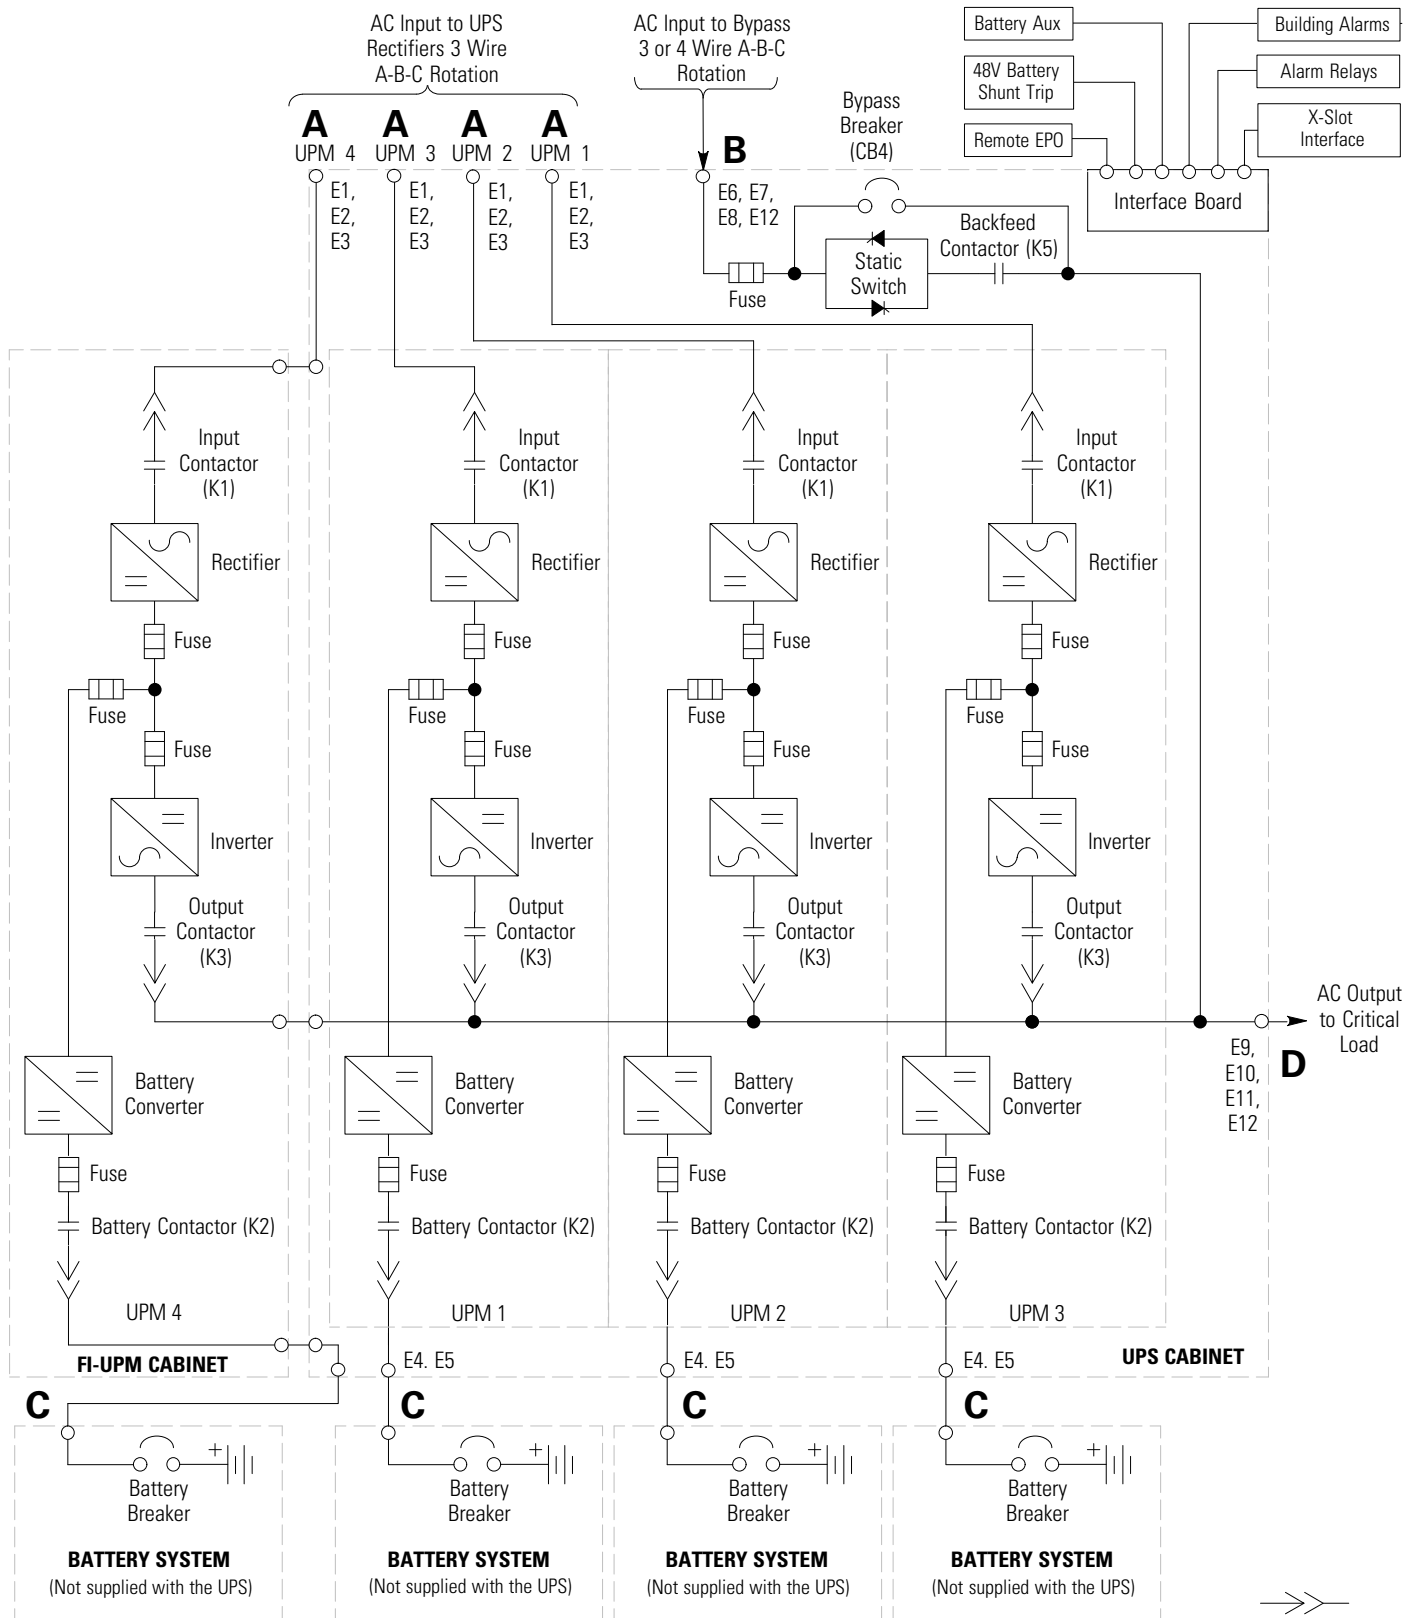 AC Input to UPS
Rectifiers 3 Wire
A-B-C Rotation
AC Input to Bypass
3 or 4 Wire A-B-C
Rotation
Battery Aux
48V Battery
Shunt Trip
Remote EPO
Building Alarms
Alarm Relays
X-Slot
Interface
Interface Board
A
UPM 4
A
UPM 3
A
UPM 2
A
UPM 1
B
Bypass
Breaker
(CB4)
E1,
E2,
E3
E1,
E2,
E3
E1,
E2,
E3
E1,
E2,
E3
E6, E7,
E8, E12
Fuse
Static
Switch
Backfeed
Contactor (K5)
Input
Contactor
(K1)
Input
Contactor
(K1)
Input
Contactor
(K1)
Input
Contactor
(K1)
Rectifier
Rectifier
Rectifier
Rectifier
Fuse
Fuse
Fuse
Fuse
Fuse
Fuse
Fuse
Fuse
Fuse
Fuse
Fuse
Fuse
Inverter
Inverter
Inverter
Inverter
Output
Contactor
(K3)
Output
Contactor
(K3)
Output
Contactor
(K3)
Output
Contactor
(K3)
AC Output
to Critical
Load
E9,
E10,
E11,
E12
D
Battery
Converter
Battery
Converter
Battery
Converter
Battery
Converter
Fuse
Fuse
Fuse
Fuse
Battery Contactor (K2)
Battery Contactor (K2)
Battery Contactor (K2)
Battery Contactor (K2)
UPM 4
UPM 1
UPM 2
UPM 3
FI-UPM CABINET
E4. E5
E4. E5
E4. E5
UPS CABINET
C
C
C
C
+
+
+
+
Battery
Breaker
Battery
Breaker
Battery
Breaker
Battery
Breaker
BATTERY SYSTEM
(Not supplied with the UPS)
BATTERY SYSTEM
(Not supplied with the UPS)
BATTERY SYSTEM
(Not supplied with the UPS)
BATTERY SYSTEM
(Not supplied with the UPS)